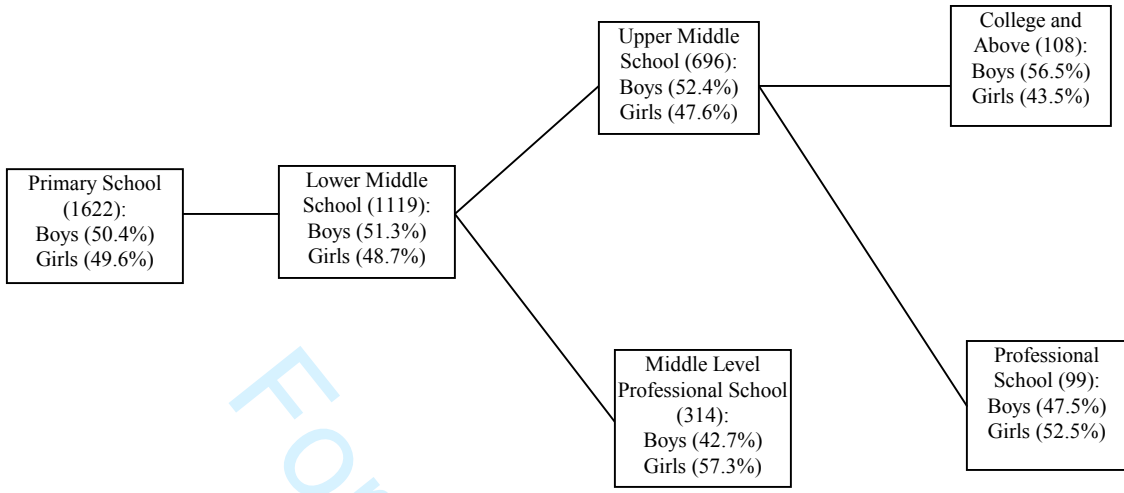 Primary School
(1622):
Boys (50.4%)
Girls (49.6%)
Lower Middle
School (1119):
Boys (51.3%)
Girls (48.7%)
Upper Middle
School (696):
Boys (52.4%)
Girls (47.6%)
Middle Level
Professional School
(314):
Boys (42.7%)
Girls (57.3%)
College and
Above (108):
Boys (56.5%)
Girls (43.5%)
Professional
School (99):
Boys (47.5%)
Girls (52.5%)
For